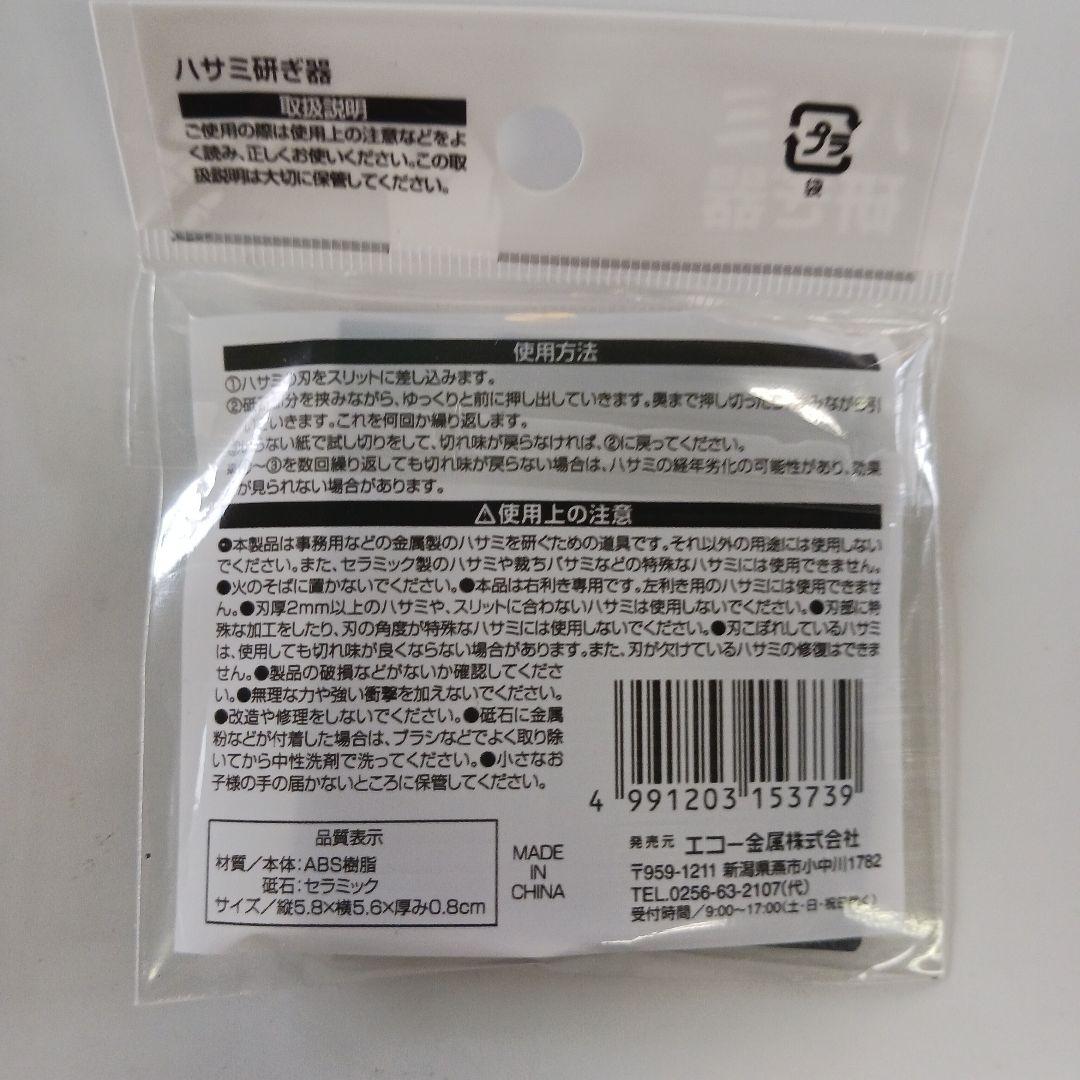 ハサミ研ぎ器
取扱説明
ご使用の際は使用上の注意などをよ
く読み、正しくお使いください。この取
扱説明は大切に保管してください。
プラ
袋
使用方法
①ハサミの刃をスリットに差し込みます。
②研 分を挟みながら、ゆっくりと前に押し出していきます。奥まで押し切った みながら引
いきます。これを何回か繰り返します。
らない紙で試し切りをして、切れ味が戻らなければ、②に戻ってください。
～③を数回繰り返しても切れ味が戻らない場合は、ハサミの経年劣化の可能性があり、効果
が見られない場合があります。
⚠使用上の注意
●本製品は事務用などの金属製のハサミを研ぐための道具です。それ以外の用途には使用しない
でください。また、セラミック製のハサミや裁ちバサミなどの特殊なハサミには使用できません。
●火のそばに置かないでください。●本品は右利き専用です。左利き用のハサミには使用できませ
ん。●刃厚2mm以上のハサミや、スリットに合わないハサミは使用しないでください。●刃部に特
殊な加工をしたり、刃の角度が特殊なハサミには使用しないでください。●刃こぼれしているハサミ
は、使用しても切れ味が良くならない場合があります。また、刃が欠けているハサミの修復はできま
せん。●製品の破損などがないか確認してくださ
い。●無理な力や強い衝撃を加えないでください。
●改造や修理をしないでください。●砥石に金属
粉などが付着した場合は、ブラシなどでよく取り除
いてから中性洗剤で洗ってください。●小さなお
子様の手の届かないところに保管してください。
4 991203 153739
品質表示
材質／本体：ABS樹脂
砥石：セラミック
サイズ／縦5.8×横5.6×厚み0.8cm
MADE
IN
CHINA
発売元 エコー金属株式会社
〒959-1211 新潟県燕市小中川1782
TEL.0256-63-2107(代)
受付時間／9:00～17:00(土・日・祝日除く)